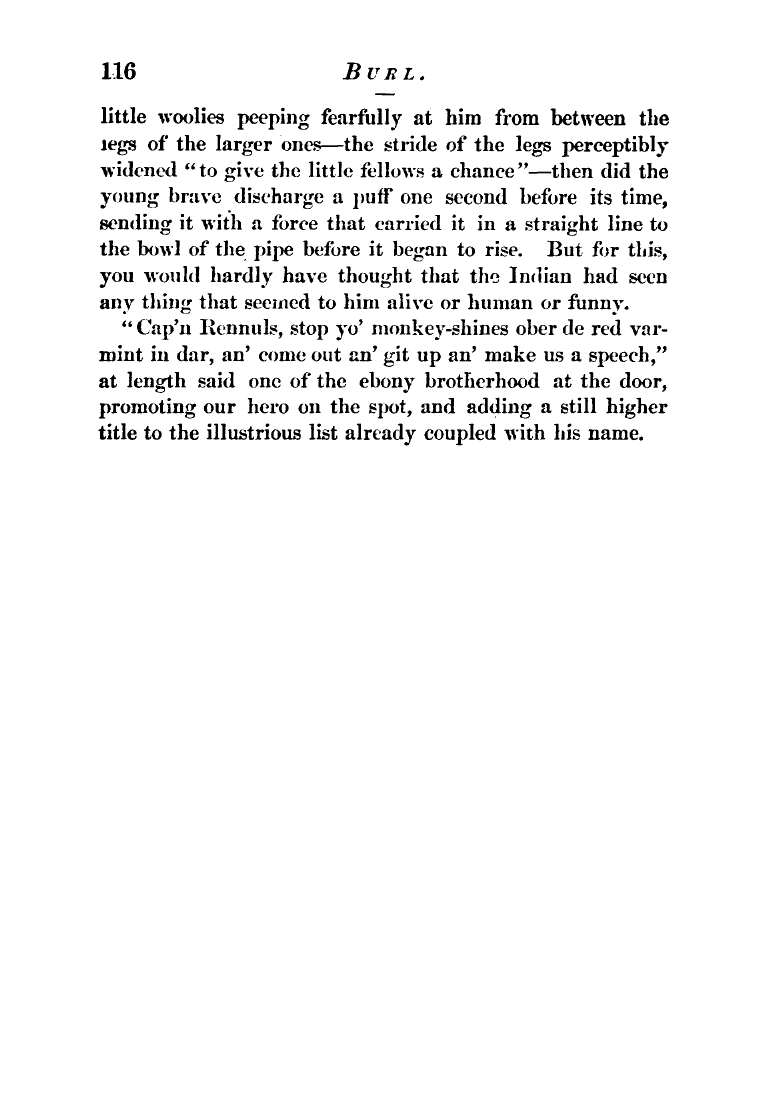 116 BURL.
little woolies peeping fearfully at him from between the
legs of the larger ones—the stride of the legs perceptibly
widened “to give the little fellows a chance”—then did the
young brave discharge a puff one second before its time,
sending it with a force that carried it in a straight line to
the bowl of the pipe before it began to rise. But for this,
you would hardly have thought that the Indian had seen
any thing that seemed to him alive or human or funny.
“Cap’n Rennuls, stop yo’ monkey-shines ober de red var-
mint in dar, an’ come out an’ git up an’ make us a speech,”
at length said one of the ebony brotherhood at the door,
promoting our hero on the spot, and adding a still higher
title to the illustrious list already coupled with his name.